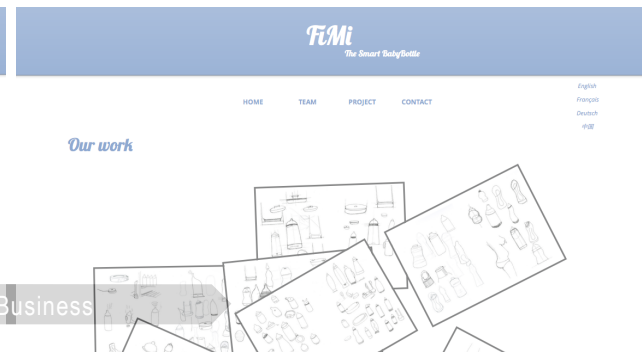 FiMi
The Smart BabyBottle
HOME TEAM PROJECT CONTACT
English
Français
Deutsch
中国
Our work
Business